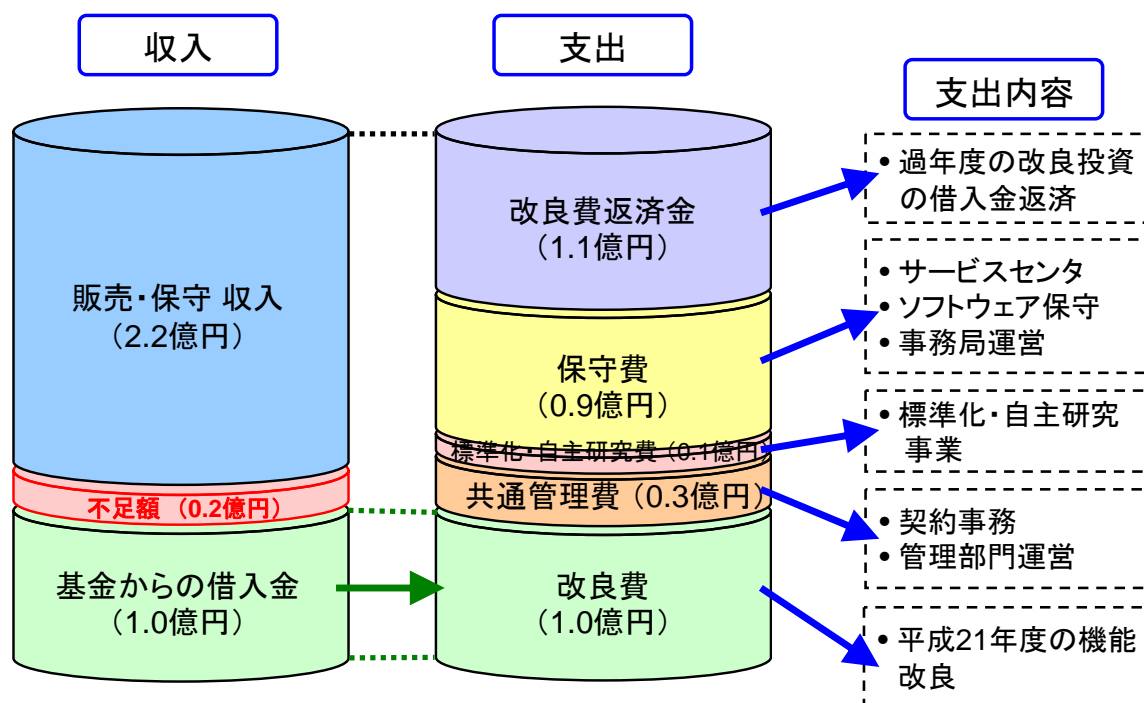 収入
販売・保守 収入
（2.2億円）
不足額 （0.2億円）
基金からの借入金
（1.0億円）
支出
改良費返済金
（1.1億円）
保守費
（0.9億円）
標準化・自主研究費（0.1億円）
共通管理費（0.3億円）
改良費
（1.0億円）
支出内容
• 過年度の改良投資
の借入金返済
• サービスセンタ
• ソフトウェア保守
• 事務局運営
• 標準化・自主研究
事業
• 契約事務
• 管理部門運営
• 平成21年度の機能
改良